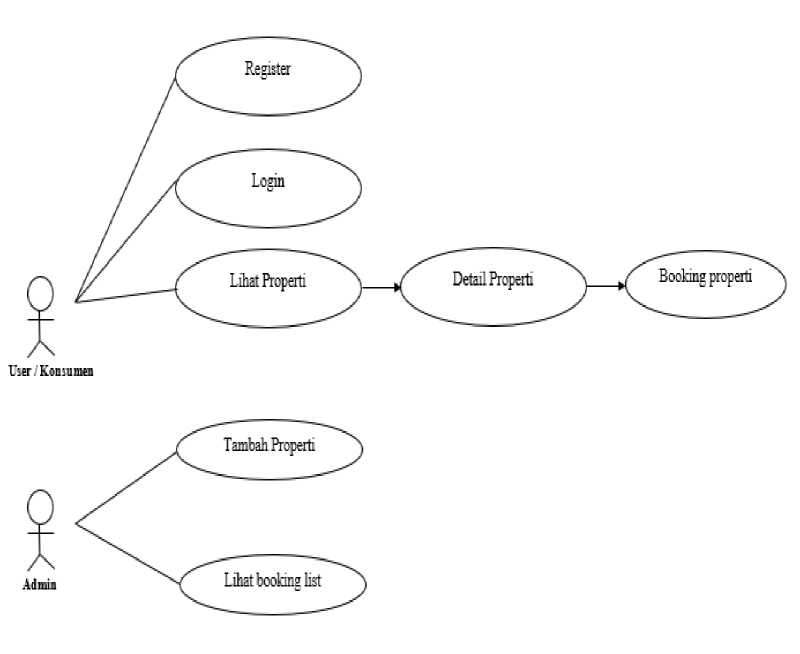 Register
Login
Lihat Properti
Detail Properti
Booking properti
User / Konsumen
Tambah Properti
Lihat booking list
Admin